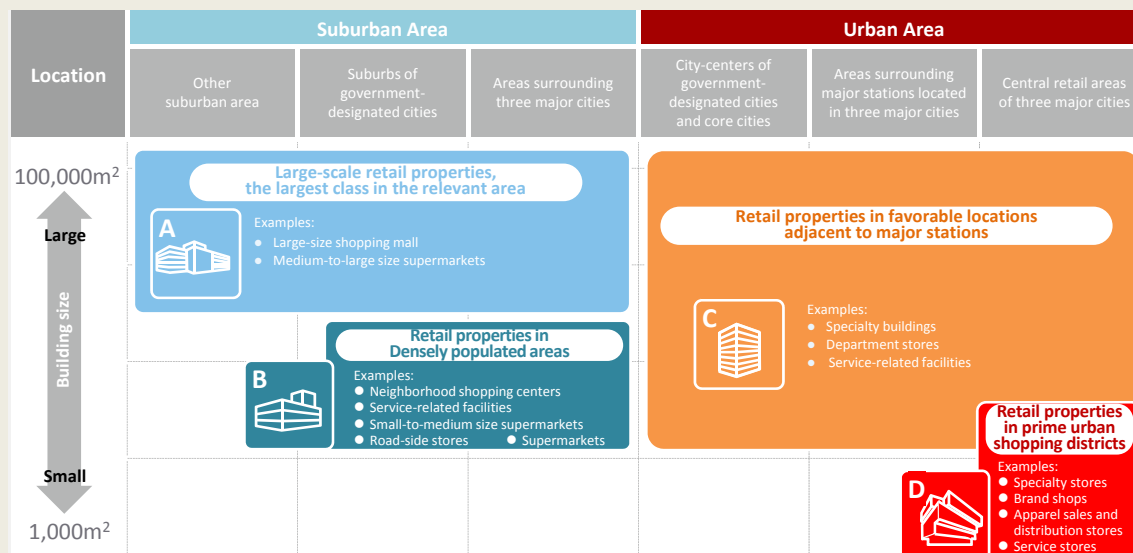 Location
Suburban Area
Urban Area
Other
suburban area
Suburbs of
government-
designated cities
Areas surrounding
three major cities
City-centers of
government-
designated cities
and core cities
Areas surrounding
major stations located
in three major cities
Central retail areas
of three major cities
100,000m²
Large
Building size
Small
1,000m²
Large-scale retail properties,
the largest class in the relevant area
A
Examples:
● Large-size shopping mall
● Medium-to-large size supermarkets
Retail properties in
Densely populated areas
B
Examples:
● Neighborhood shopping centers
● Service-related facilities
● Small-to-medium size supermarkets
● Road-side stores ● Supermarkets
Retail properties in favorable locations
adjacent to major stations
C
Examples:
● Specialty buildings
● Department stores
● Service-related facilities
Retail properties
in prime urban
shopping districts
D
Examples:
● Specialty stores
● Brand shops
● Apparel sales and
distribution stores
● Service stores